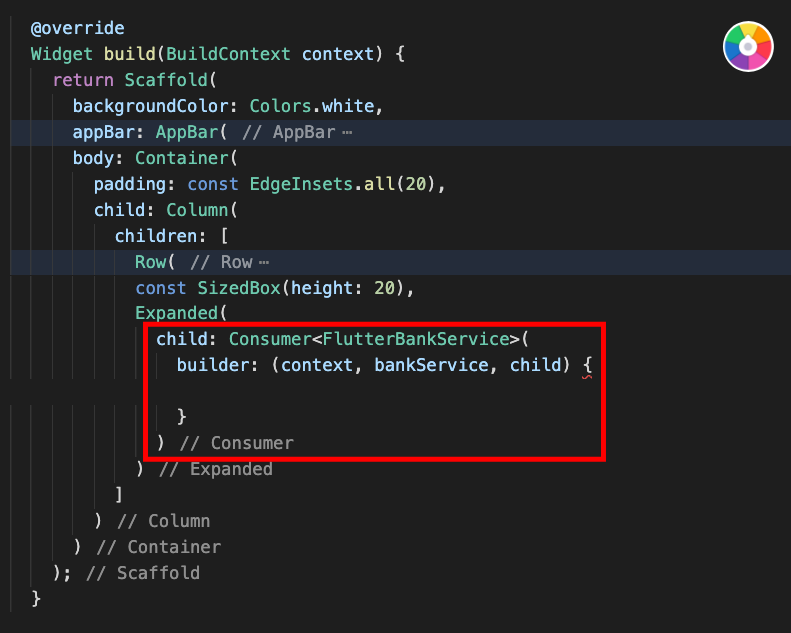 @override
Widget build(BuildContext context) {
return Scaffold(
backgroundColor: Colors.white,
appBar: AppBar( // AppBar ⋯
body: Container(
padding: const EdgeInsets.all(20),
child: Column(
children: [
Row( // Row ⋯
const SizedBox(height: 20),
Expanded(
child: Consumer<FlutterBankService>(
builder: (context, bankService, child) {
}
) // Consumer
) // Expanded
]
) // Column
) // Container
); // Scaffold
}